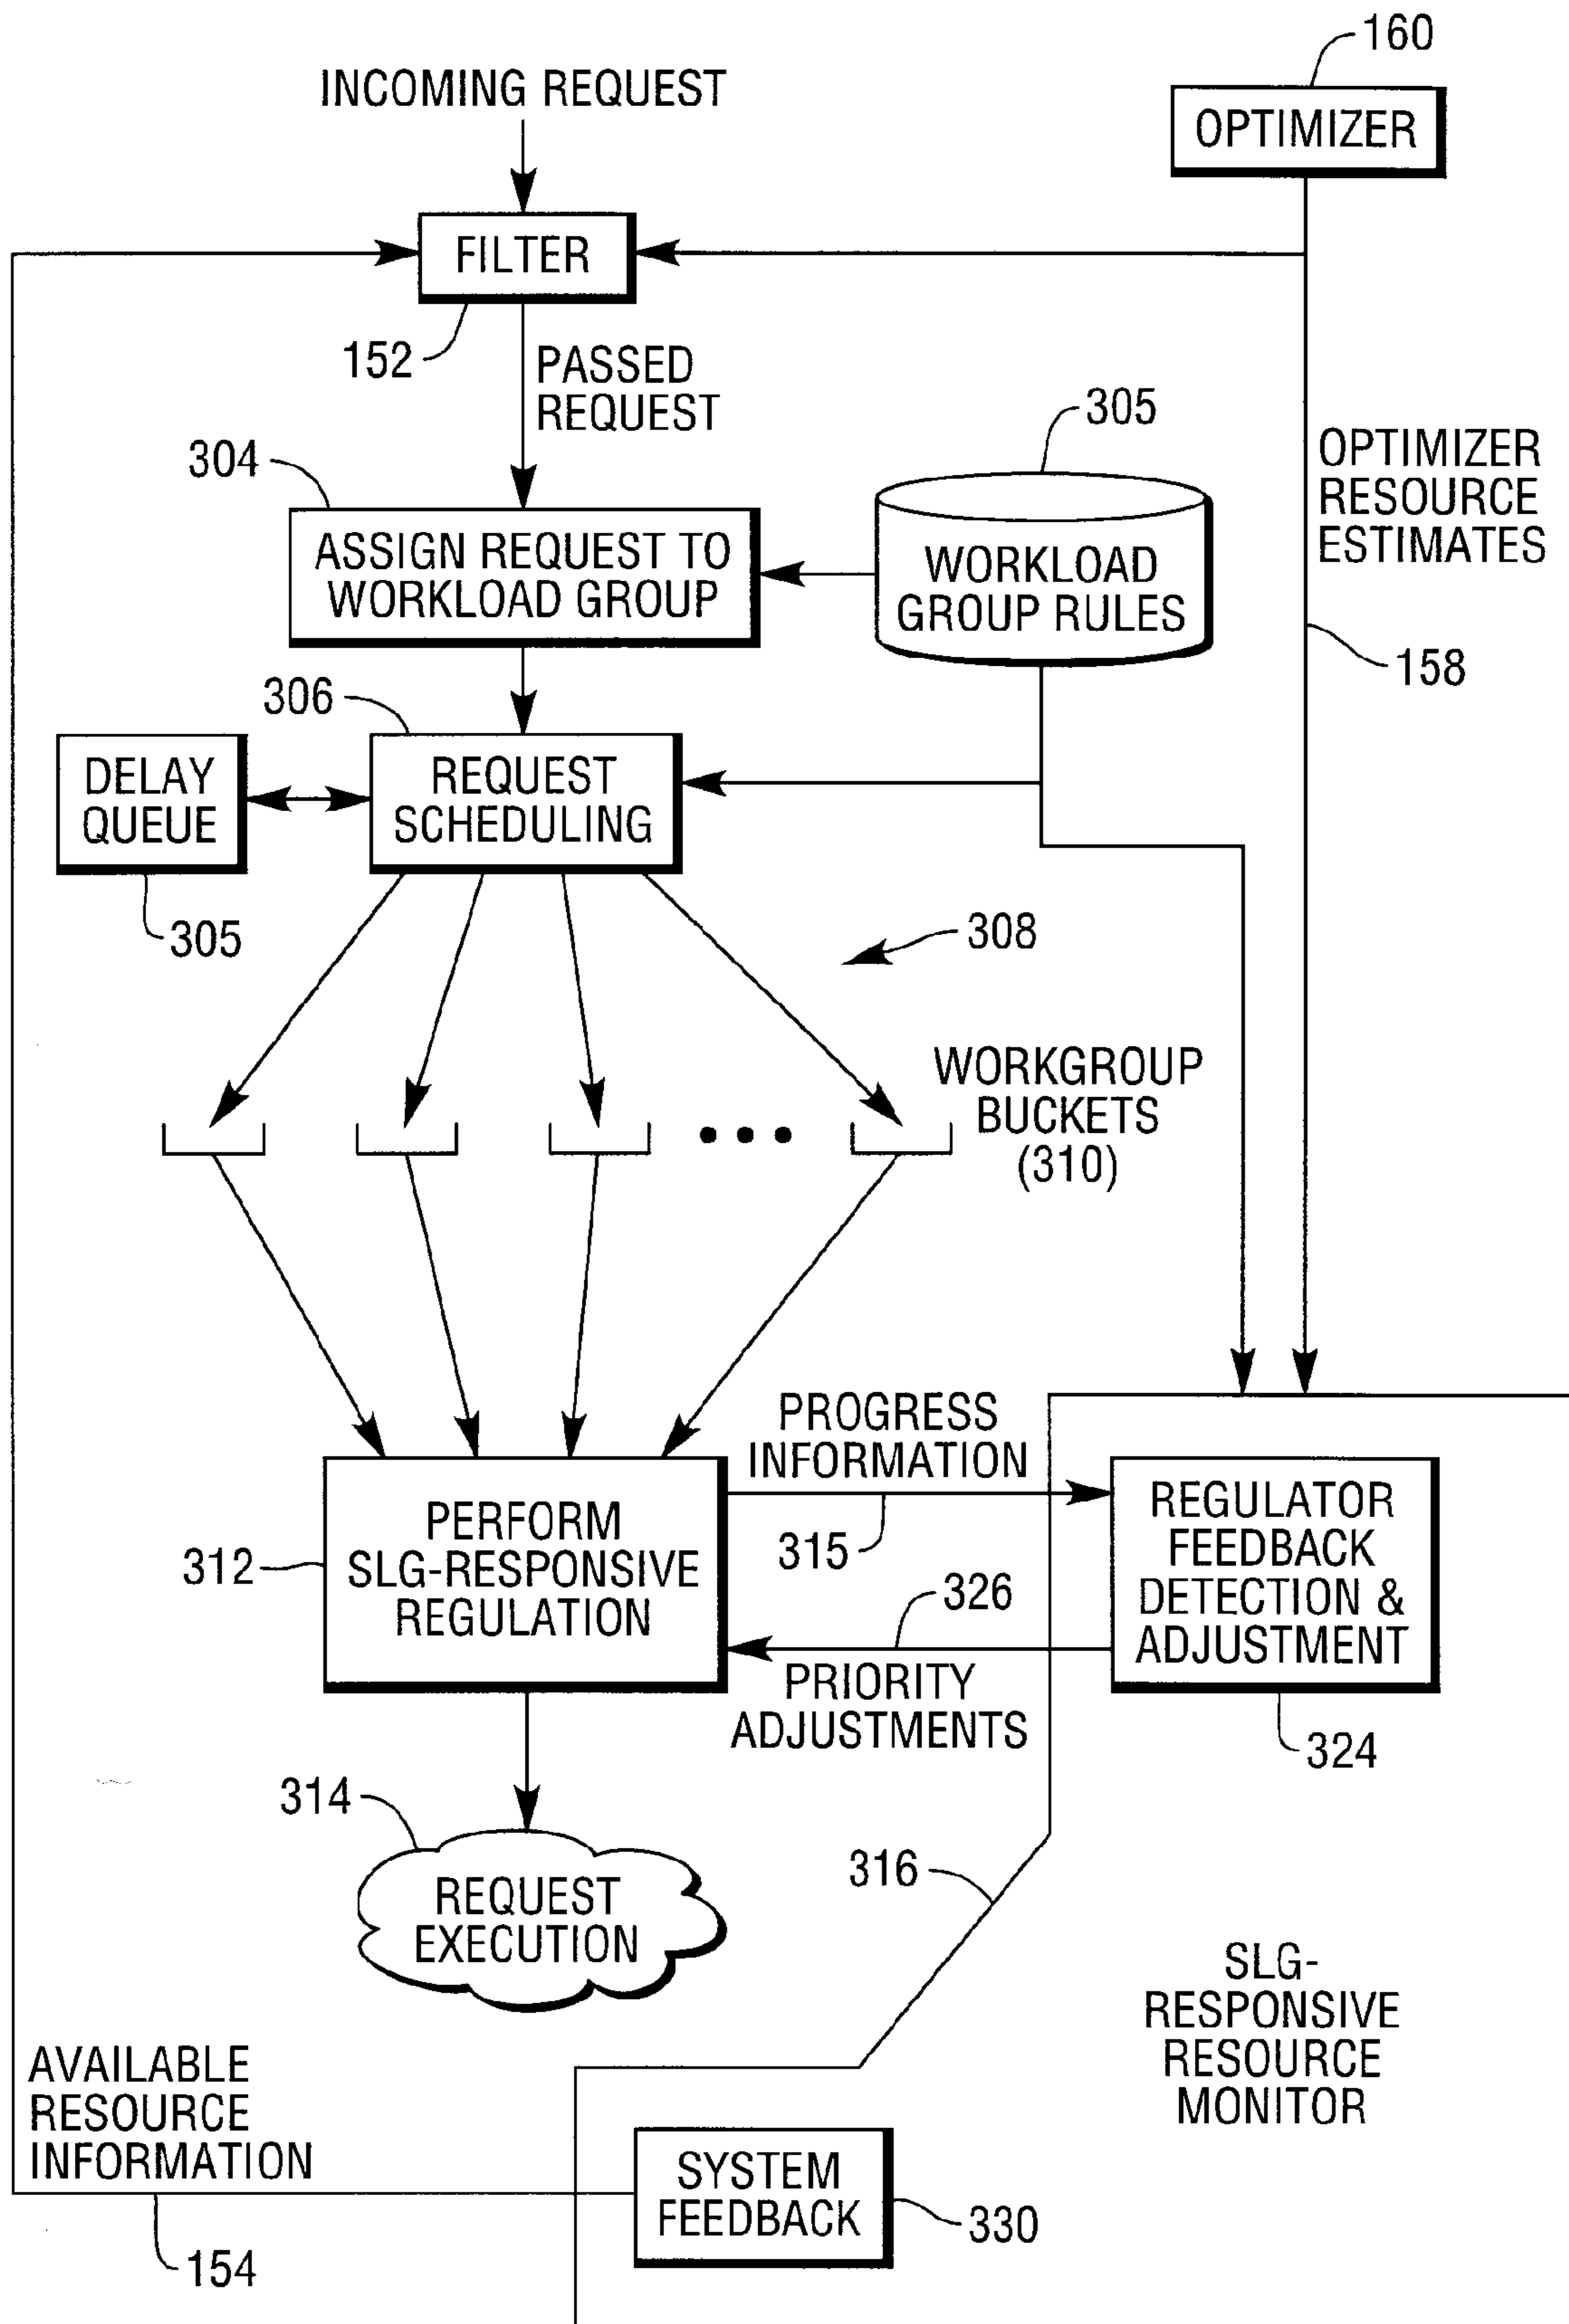 160
INCOMING REQUEST
OPTIMIZER
FILTER
152
PASSED
REQUEST
305
304
OPTIMIZER
RESOURCE
ESTIMATES
ASSIGN REQUEST TO
WORKLOAD GROUP
WORKLOAD
GROUP RULES
158
306
DELAY
QUEUE
REQUEST
SCHEDULING
305
308
WORKGROUP
BUCKETS
(310)
PROGRESS
INFORMATION
PERFORM
SLG-RESPONSIVE
REGULATION
312
315
REGULATOR
FEEDBACK
DETECTION &
ADJUSTMENT
326
PRIORITY
ADJUSTMENTS
324
314
REQUEST
EXECUTION
316
SLG-
RESPONSIVE
RESOURCE
MONITOR
AVAILABLE
RESOURCE
INFORMATION
SYSTEM
FEEDBACK
330
154